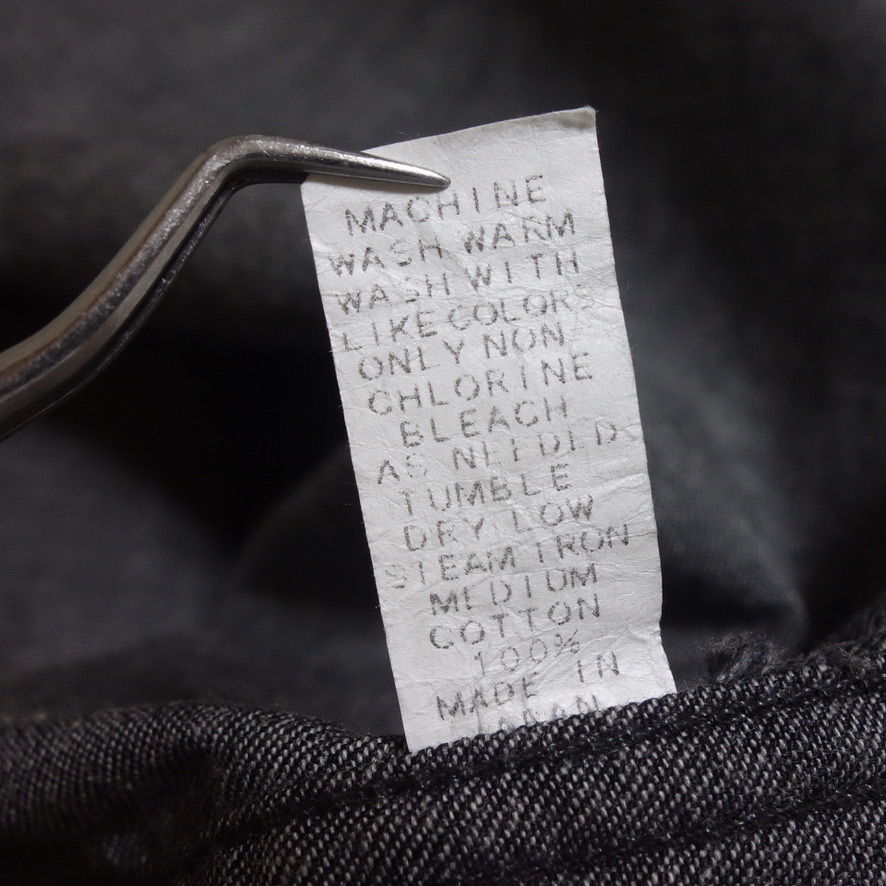 MACHINE
WASH WARM
WASH WITH
LIKE COLORS
ONLY NON
CHLORINE
BLEACH
AS NEEDED
TUMBLE
DRY LOW
STEAM IRON
MEDIUM
COTTON
100%
MADE IN
JAPAN